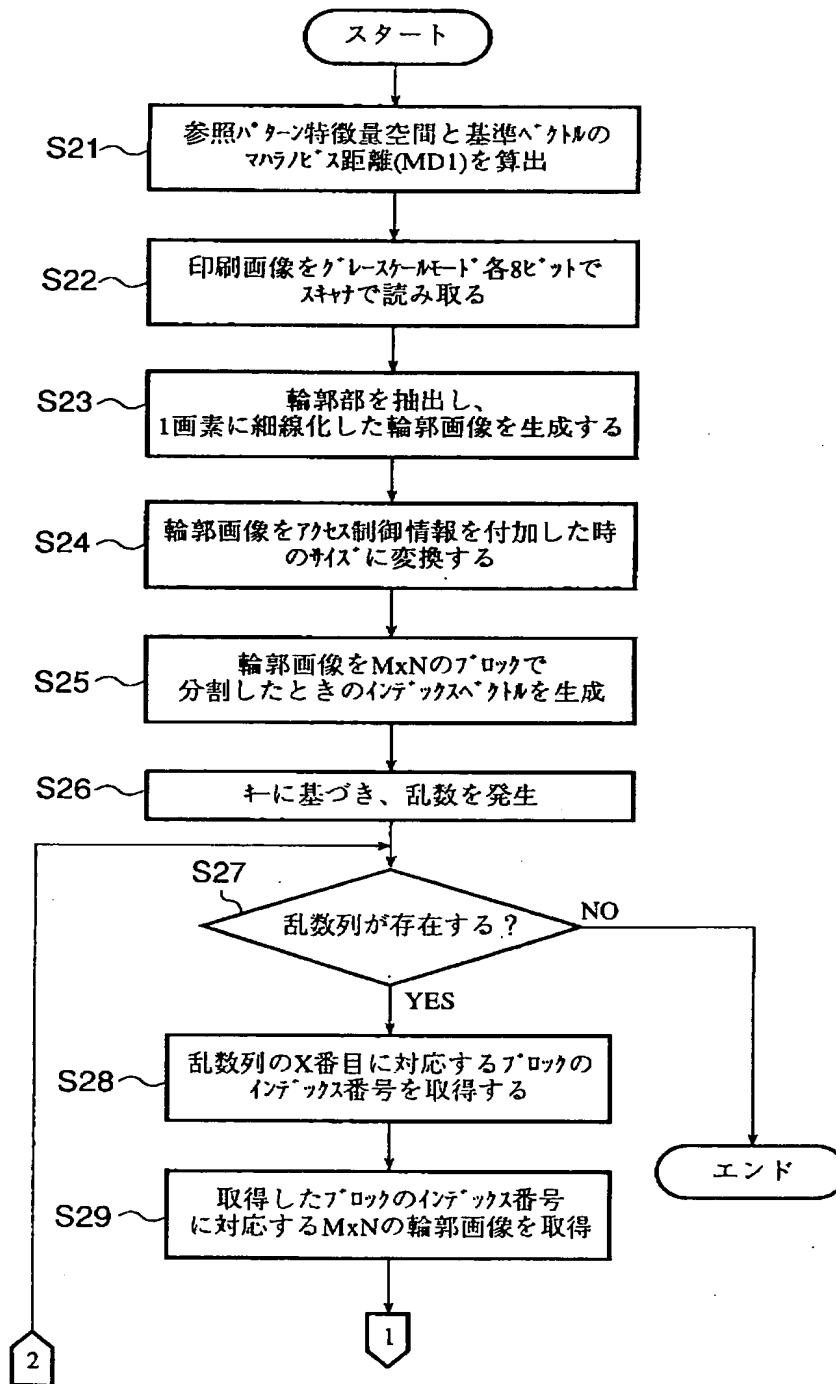 スタート
S21
参照ﾊﾟﾀｰﾝ特徴量空間と基準ﾍﾞｸﾄﾙの
ﾏﾊﾗﾉﾋﾞｽ距離(MD1)を算出
S22
印刷画像をｸﾞﾚｰｽｹｰﾙﾓｰﾄﾞ各8ﾋﾞｯﾄで
ｽｷｬﾅで読み取る
S23
輪郭部を抽出し、
1画素に細線化した輪郭画像を生成する
S24
輪郭画像をｱｸｾｽ制御情報を付加した時
のｻｲｽﾞに変換する
S25
輪郭画像をMxNのﾌﾞﾛｯｸで
分割したときのｲﾝﾃﾞｯｸｽﾍﾞｸﾄﾙを生成
S26
ｷｰに基づき、乱数を発生
S27
乱数列が存在する？
NO
YES
S28
乱数列のX番目に対応するﾌﾞﾛｯｸの
ｲﾝﾃﾞｯｸｽ番号を取得する
エンド
S29
取得したﾌﾞﾛｯｸのｲﾝﾃﾞｯｸｽ番号
に対応するMxNの輪郭画像を取得
1
2